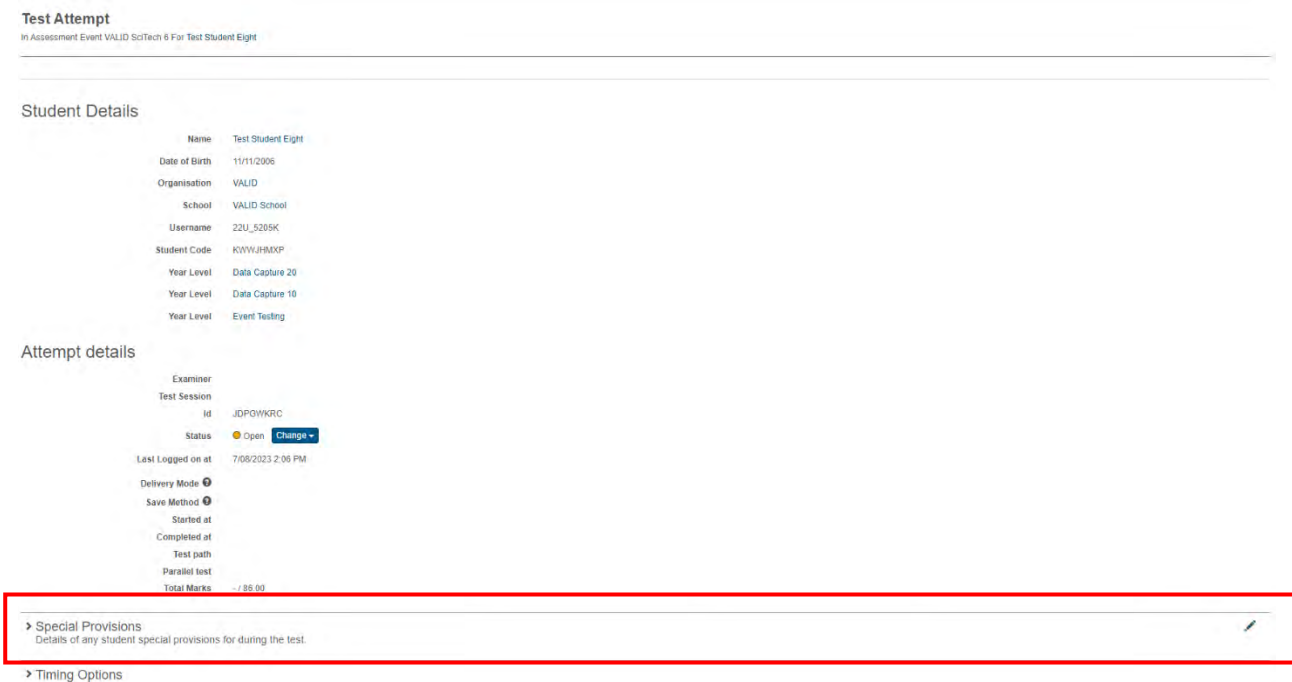 Test Attempt
In Assessment Event VALID SciTech 6 For Test Student Eight
Student Details
Name Test Student Eight
Date of Birth 11/11/2006
Organisation VALID
School VALID School
Username 22U_5205K
Student Code KWWJHMXP
Year Level Data Capture 20
Year Level Data Capture 10
Year Level Event Testing
Attempt details
Examiner
Test Session
Id JDPGWKRC
Status Open Change
Last Logged on at 7/08/2023 2:06 PM
Delivery Mode ?
Save Method ?
Started at
Completed at
Test path
Parallel test
Total Marks - / 86.00
Special Provisions
Details of any student special provisions for during the test.
Timing Options